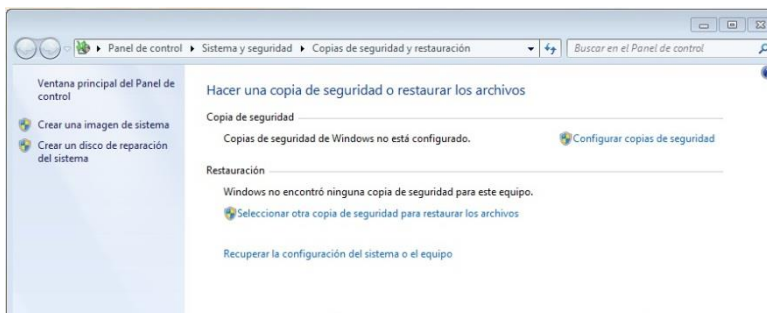 Panel de control ▸ Sistema y seguridad ▸ Copias de seguridad y restauración
Buscar en el Panel de control
Ventana principal del Panel de
control
Crear una imagen de sistema
Crear un disco de reparación
del sistema
Hacer una copia de seguridad o restaurar los archivos
Copia de seguridad
Copias de seguridad de Windows no está configurado.
Configurar copias de seguridad
Restauración
Windows no encontró ninguna copia de seguridad para este equipo.
Seleccionar otra copia de seguridad para restaurar los archivos
Recuperar la configuración del sistema o el equipo